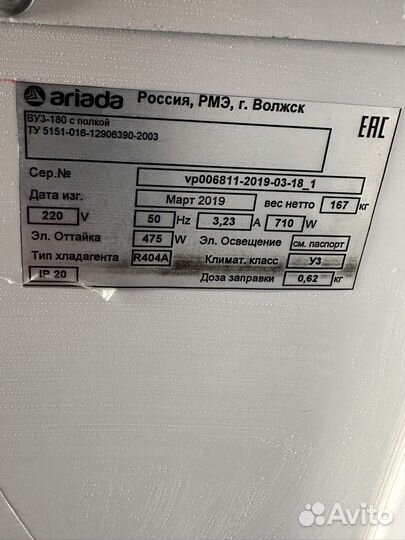 ariada Россия, РМЭ, г. Волжск
ВУЗ-180 с полкой
ТУ 5151-016-12906390-2003
EAC
Сер.№ vp006811-2019-03-18_1
Дата изг. Март 2019 вес нетто 167 кг
220 V 50 Hz 3,23 A 710 W
Эл. Оттайка 475 W Эл. Освещение см. паспорт
Тип хладагента R404A Климат. класс У3
IP 20 Доза заправки 0,62 кг
Avito